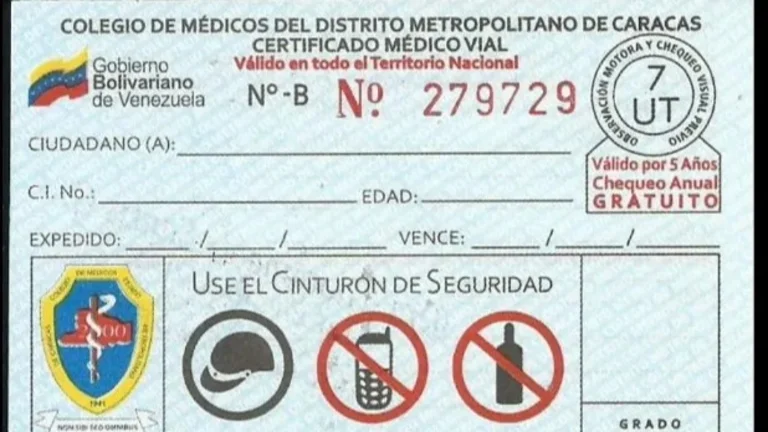 COLEGIO DE MÉDICOS DEL DISTRITO METROPOLITANO DE CARACAS
CERTIFICADO MÉDICO VIAL
Válido en todo el Territorio Nacional
Gobierno
Bolivariano
de Venezuela
Nº-B Nº 279729
OBSERVACIÓN MOTORA Y CHEQUEO VISUAL PREVIO
7
UT
CIUDADANO (A):
Válido por 5 Años
Chequeo Anual
GRATUITO
C.I. No.: EDAD:
EXPEDIDO: / / VENCE: / /
USE EL CINTURÓN DE SEGURIDAD
1941
GRADO